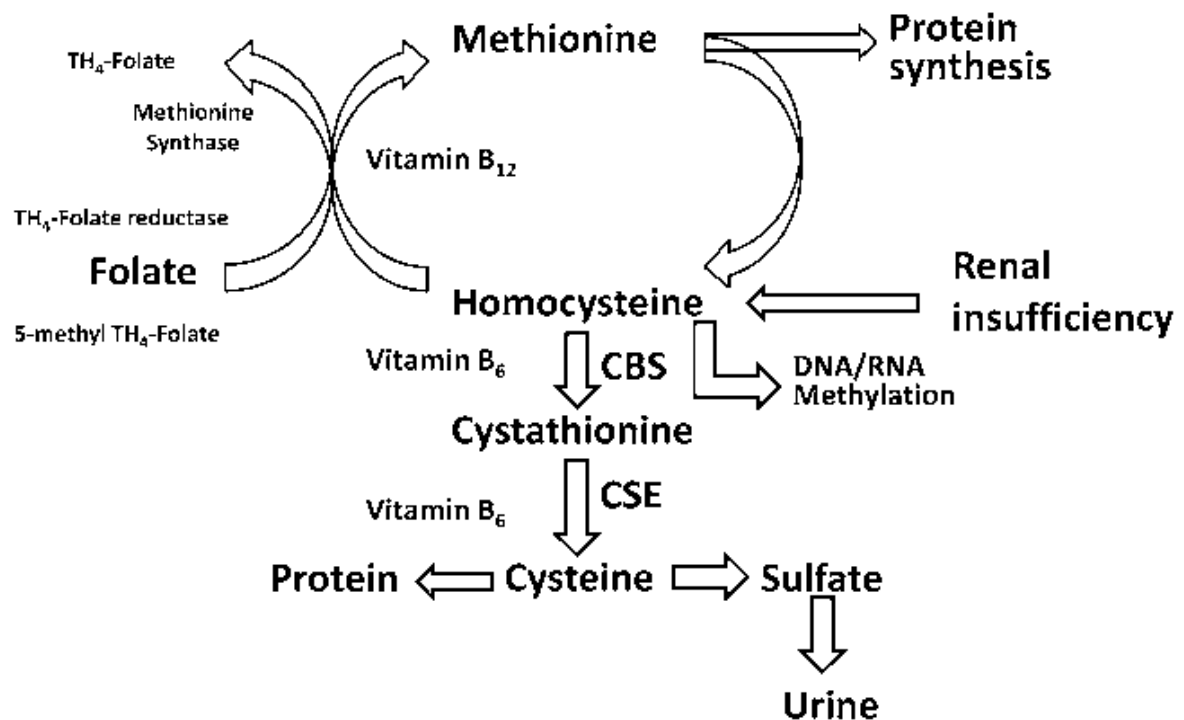 Methionine
Protein
synthesis
TH₄-Folate
Methionine
Synthase
Vitamin B₁₂
TH₄-Folate reductase
Folate
5-methyl TH₄-Folate
Homocysteine
Renal
insufficiency
Vitamin B₆
CBS
DNA/RNA
Methylation
Cystathionine
Vitamin B₆
CSE
Protein
Cysteine
Sulfate
Urine